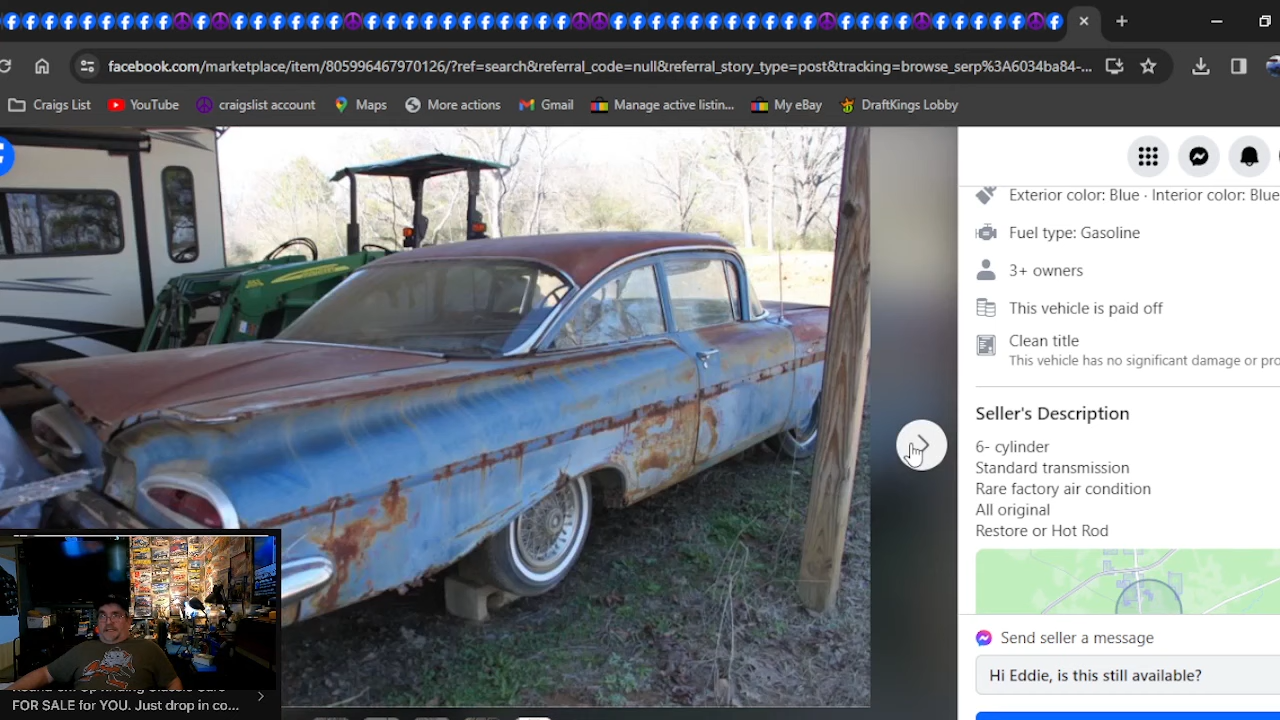 facebook.com/marketplace/item/805996467970126/?ref=search&referral_code=null&referral_story_type=post&tracking=browse_serp%3A6034ba84-...
Craigs List
YouTube
craigslist account
Maps
More actions
Gmail
Manage active listin...
My eBay
DraftKings Lobby
Exterior color: Blue · Interior color: Blue
Fuel type: Gasoline
3+ owners
This vehicle is paid off
Clean title
This vehicle has no significant damage or pro
Seller's Description
6- cylinder
Standard transmission
Rare factory air condition
All original
Restore or Hot Rod
Send seller a message
Hi Eddie, is this still available?
FOR SALE for YOU. Just drop in co...